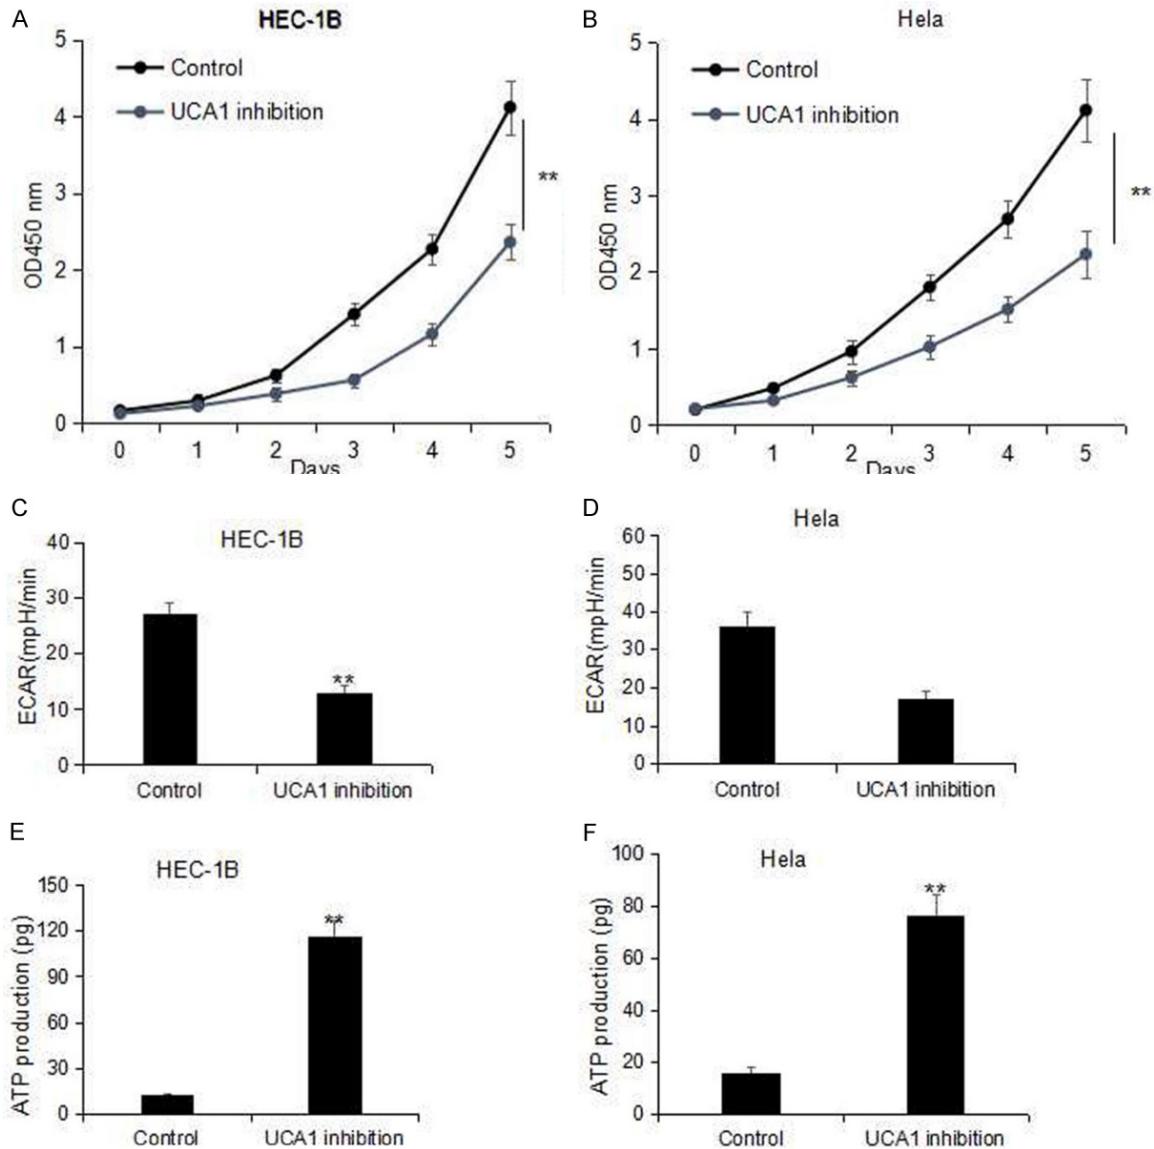 A
HEC-1B
5
4
3
2
1
0
OD450 nm
Control
UCA1 inhibition
**
0 1 2 3 4 5
Days
B
Hela
5
4
3
2
1
0
OD450 nm
Control
UCA1 inhibition
**
0 1 2 3 4 5
Days
C
HEC-1B
40
30
20
10
0
ECAR(mpH/min
**
Control UCA1 inhibition
D
Hela
60
50
40
30
20
10
0
ECAR(mpH/min
Control UCA1 inhibition
E
HEC-1B
150
120
90
60
30
0
ATP production (pg)
**
Control UCA1 inhibition
F
Hela
100
80
60
40
20
0
ATP production (pg)
**
Control UCA1 inhibition